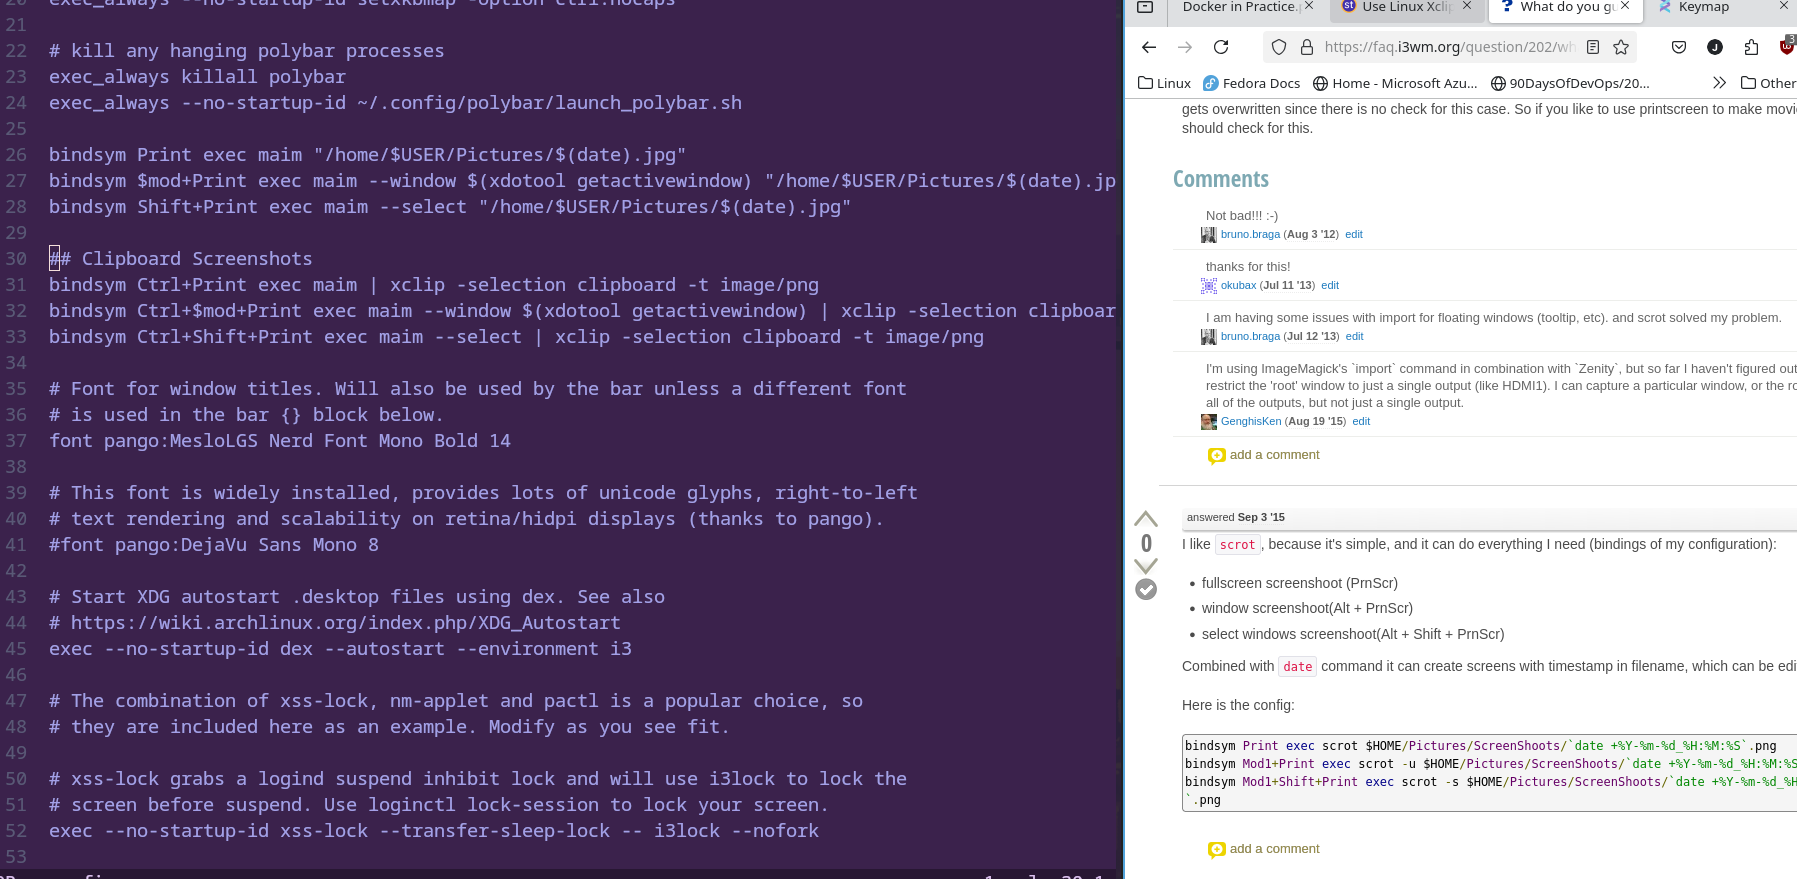 20 exec_always --no-startup-id setxkbmap -option ctrl:nocaps
21
22 # kill any hanging polybar processes
23 exec_always killall polybar
24 exec_always --no-startup-id ~/.config/polybar/launch_polybar.sh
25
26 bindsym Print exec maim "/home/$USER/Pictures/$(date).jpg"
27 bindsym $mod+Print exec maim --window $(xdotool getactivewindow) "/home/$USER/Pictures/$(date).jp
28 bindsym Shift+Print exec maim --select "/home/$USER/Pictures/$(date).jpg"
29
30 ## Clipboard Screenshots
31 bindsym Ctrl+Print exec maim | xclip -selection clipboard -t image/png
32 bindsym Ctrl+$mod+Print exec maim --window $(xdotool getactivewindow) | xclip -selection clipboar
33 bindsym Ctrl+Shift+Print exec maim --select | xclip -selection clipboard -t image/png
34
35 # Font for window titles. Will also be used by the bar unless a different font
36 # is used in the bar {} block below.
37 font pango:MesloLGS Nerd Font Mono Bold 14
38
39 # This font is widely installed, provides lots of unicode glyphs, right-to-left
40 # text rendering and scalability on retina/hidpi displays (thanks to pango).
41 #font pango:DejaVu Sans Mono 8
42
43 # Start XDG autostart .desktop files using dex. See also
44 # https://wiki.archlinux.org/index.php/XDG_Autostart
45 exec --no-startup-id dex --autostart --environment i3
46
47 # The combination of xss-lock, nm-applet and pactl is a popular choice, so
48 # they are included here as an example. Modify as you see fit.
49
50 # xss-lock grabs a logind suspend inhibit lock and will use i3lock to lock the
51 # screen before suspend. Use loginctl lock-session to lock your screen.
52 exec --no-startup-id xss-lock --transfer-sleep-lock -- i3lock --nofork
53
Docker in Practice. Use Linux Xclip What do you gu Keymap
https://faq.i3wm.org/question/202/wh J 3
Linux Fedora Docs Home - Microsoft Azu... 90DaysOfDevOps/20... Other
gets overwritten since there is no check for this case. So if you like to use printscreen to make movi
should check for this.
Comments
Not bad!!! :-)
bruno.braga (Aug 3 '12) edit
thanks for this!
okubax (Jul 11 '13) edit
I am having some issues with import for floating windows (tooltip, etc). and scrot solved my problem.
bruno.braga (Jul 12 '13) edit
I'm using ImageMagick's `import` command in combination with `Zenity`, but so far I haven't figured out
restrict the 'root' window to just a single output (like HDMI1). I can capture a particular window, or the ro
all of the outputs, but not just a single output.
GenghisKen (Aug 19 '15) edit
add a comment
answered Sep 3 '15
0
I like scrot, because it's simple, and it can do everything I need (bindings of my configuration):
• fullscreen screenshoot (PrnScr)
• window screenshoot(Alt + PrnScr)
• select windows screenshoot(Alt + Shift + PrnScr)
Combined with date command it can create screens with timestamp in filename, which can be edi
Here is the config:
bindsym Print exec scrot $HOME/Pictures/ScreenShoots/`date +%Y-%m-%d_%H:%M:%S`.png
bindsym Mod1+Print exec scrot -u $HOME/Pictures/ScreenShoots/`date +%Y-%m-%d_%H:%M:%S
bindsym Mod1+Shift+Print exec scrot -s $HOME/Pictures/ScreenShoots/`date +%Y-%m-%d_%H
`.png
add a comment